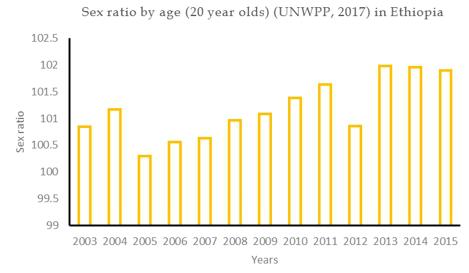 Sex ratio by age (20 year olds) (UNWPP, 2017) in Ethiopia
102.5
102
101.5
101
100.5
100
99.5
99
Sex ratio
2003 2004 2005 2006 2007 2008 2009 2010 2011 2012 2013 2014 2015
Years